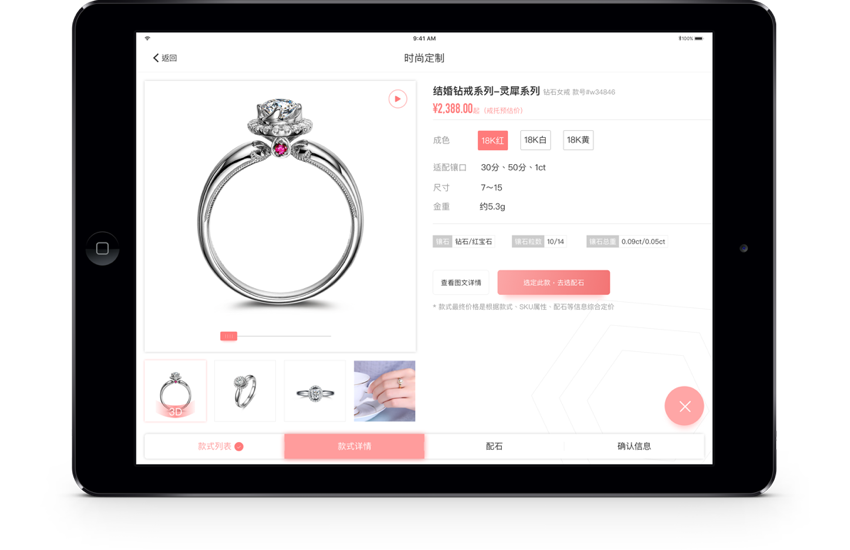 9:41 AM
100%
返回
时尚定制
结婚钻戒系列-灵犀系列 钻石女戒 款号#w34846
¥2,388.00起（戒托预估价）
成色 18K红 18K白 18K黄
适配镶口 30分、50分、1ct
尺寸 7～15
金重 约5.3g
镶石 钻石/红宝石 镶石粒数 10/14 镶石总重 0.09ct/0.05ct
查看图文详情 选定此款 · 去选配石
* 款式最终价格是根据款式 · SKU属性 · 配石等信息综合定价
3D
款式列表 款式详情 配石 确认信息